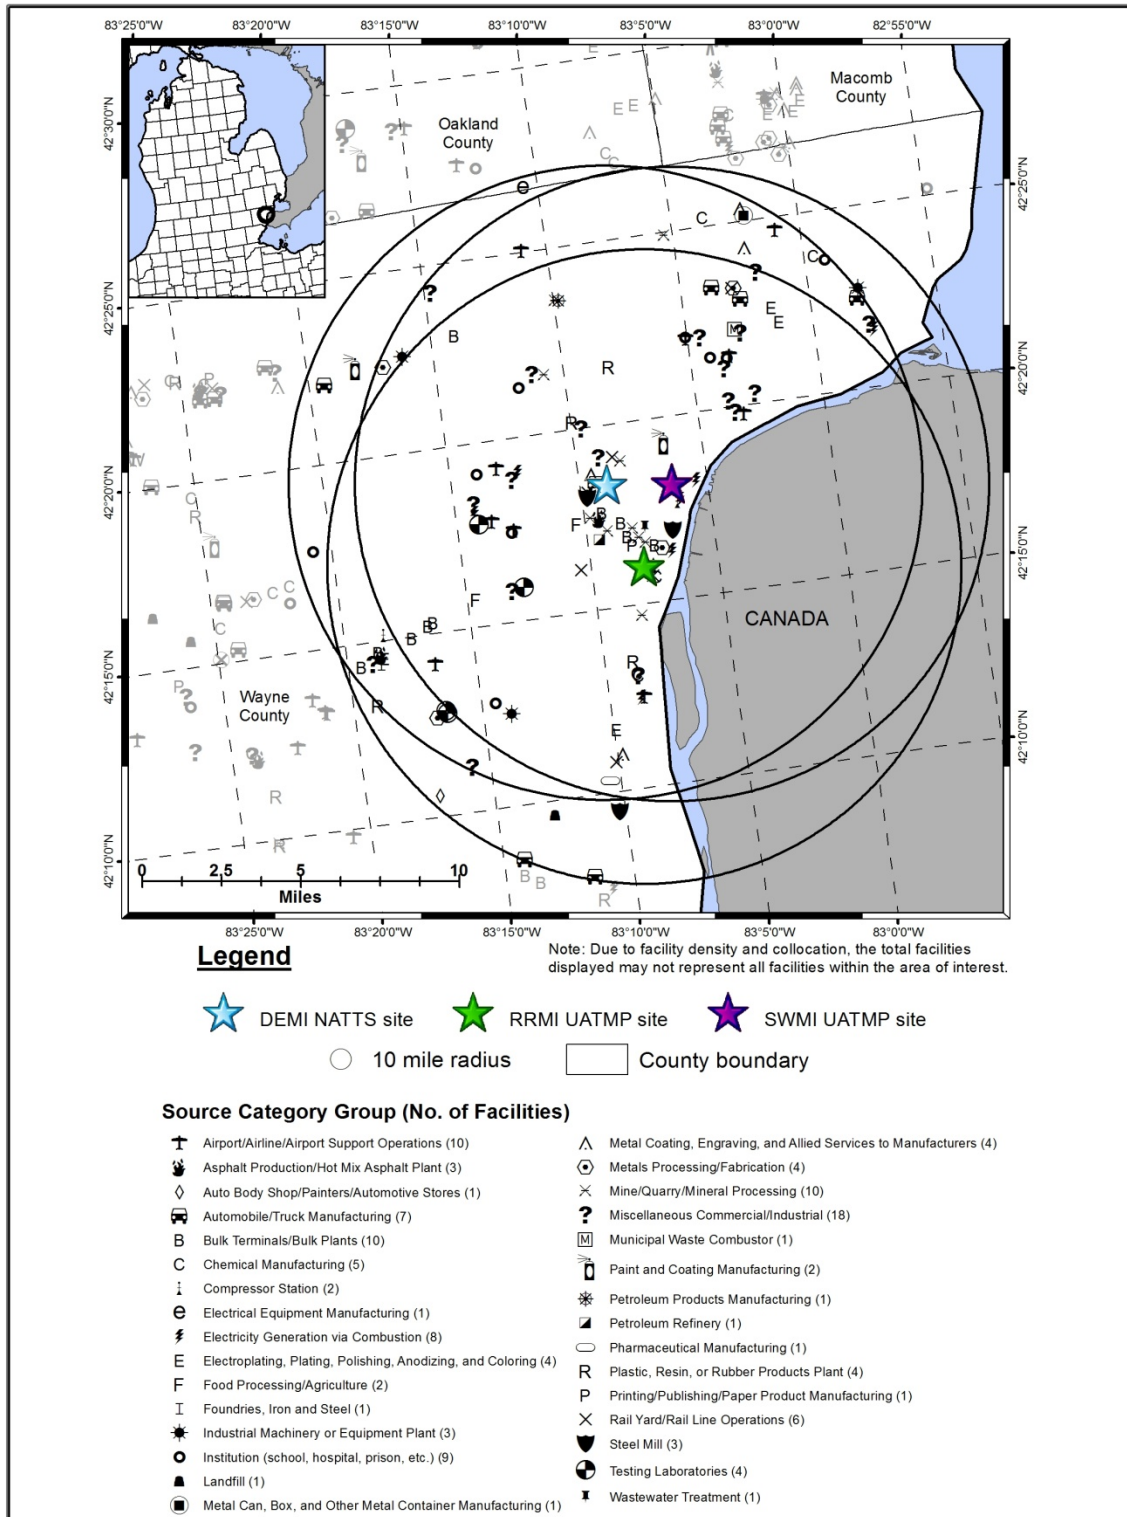 83°25'0"W 83°20'0"W 83°15'0"W 83°10'0"W 83°5'0"W 83°0'0"W 82°55'0"W
Macomb
County
Oakland
County
42°30'0"N
42°25'0"N
42°20'0"N
42°15'0"N
42°10'0"N
42°25'0"N
42°20'0"N
42°15'0"N
42°10'0"N
CANADA
Wayne
County
0 2.5 5 10
Miles
83°25'0"W 83°20'0"W 83°15'0"W 83°10'0"W 83°5'0"W 83°0'0"W
Legend
Note: Due to facility density and collocation, the total facilities
displayed may not represent all facilities within the area of interest.
DEMI NATTS site RRMI UATMP site SWMI UATMP site
10 mile radius County boundary
Source Category Group (No. of Facilities)
Airport/Airline/Airport Support Operations (10)
Asphalt Production/Hot Mix Asphalt Plant (3)
Auto Body Shop/Painters/Automotive Stores (1)
Automobile/Truck Manufacturing (7)
B Bulk Terminals/Bulk Plants (10)
C Chemical Manufacturing (5)
Compressor Station (2)
e Electrical Equipment Manufacturing (1)
Electricity Generation via Combustion (8)
E Electroplating, Plating, Polishing, Anodizing, and Coloring (4)
F Food Processing/Agriculture (2)
Foundries, Iron and Steel (1)
Industrial Machinery or Equipment Plant (3)
Institution (school, hospital, prison, etc.) (9)
Landfill (1)
Metal Can, Box, and Other Metal Container Manufacturing (1)
Metal Coating, Engraving, and Allied Services to Manufacturers (4)
Metals Processing/Fabrication (4)
Mine/Quarry/Mineral Processing (10)
? Miscellaneous Commercial/Industrial (18)
M Municipal Waste Combustor (1)
Paint and Coating Manufacturing (2)
Petroleum Products Manufacturing (1)
Petroleum Refinery (1)
Pharmaceutical Manufacturing (1)
R Plastic, Resin, or Rubber Products Plant (4)
P Printing/Publishing/Paper Product Manufacturing (1)
Rail Yard/Rail Line Operations (6)
Steel Mill (3)
Testing Laboratories (4)
Wastewater Treatment (1)